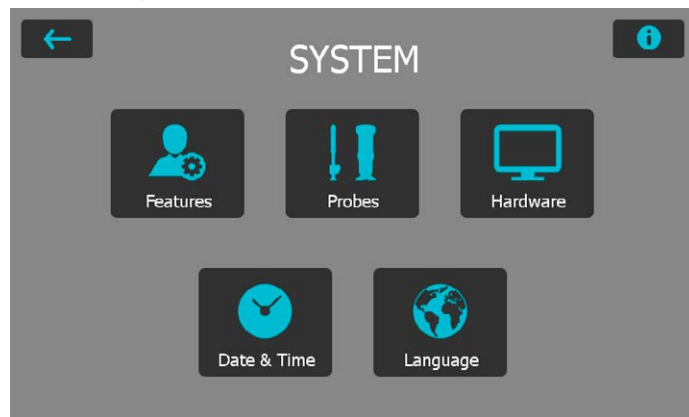 SYSTEM
Features
Probes
Hardware
Date & Time
Language